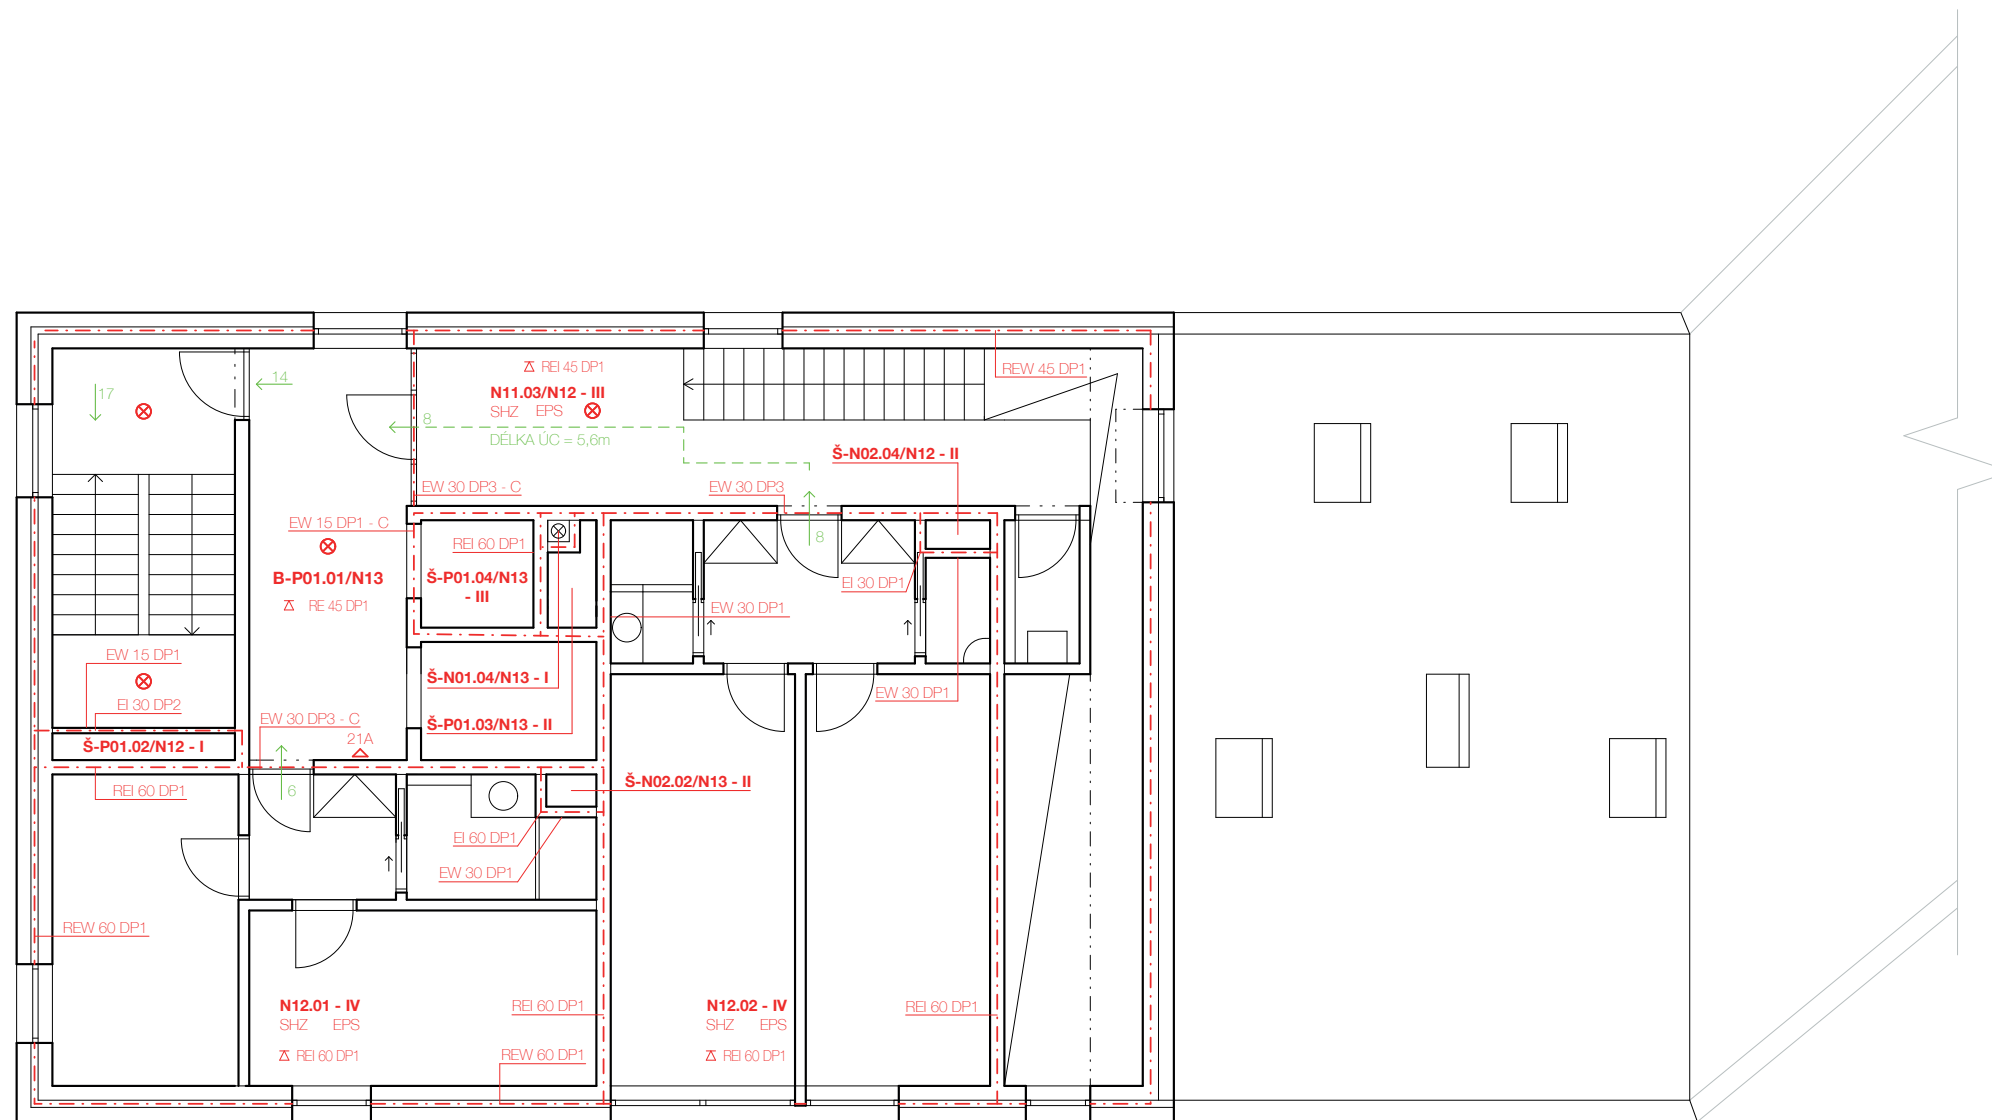 REI 45 DP1
REW 45 DP1
14
17
N11.03/N12 - III
SHZ EPS
8
DÉLKA ÚC = 5,6m
Š-N02.04/N12 - II
EW 30 DP3 - C
EW 30 DP3
EW 15 DP1 - C
REI 60 DP1
8
B-P01.01/N13
Š-P01.04/N13
- III
EI 30 DP1
RE 45 DP1
EW 30 DP1
EW 15 DP1
Š-N01.04/N13 - I
EW 30 DP1
EI 30 DP2
EW 30 DP3 - C
Š-P01.03/N13 - II
21A
Š-P01.02/N12 - I
Š-N02.02/N13 - II
REI 60 DP1
6
EI 60 DP1
EW 30 DP1
REW 60 DP1
N12.01 - IV
SHZ EPS
REI 60 DP1
REI 60 DP1
N12.02 - IV
SHZ EPS
REI 60 DP1
REI 60 DP1
REW 60 DP1